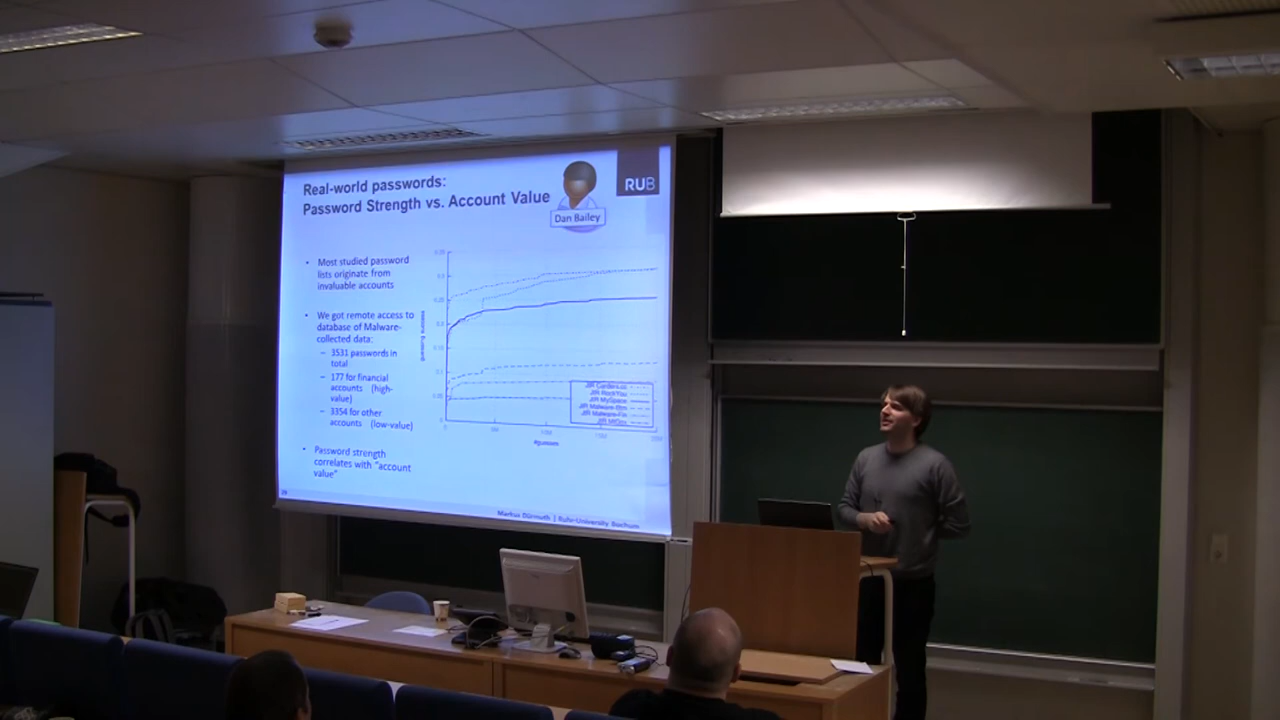 Real-world passwords:
Password Strength vs. Account Value
Dan Bailey
RUB
• Most studied password
lists originate from
invaluable accounts
• We got remote access to
database of Malware-
collected data:
– 3531 passwords in
total
– 177 for financial
accounts (high-
value)
– 3354 for other
accounts (low-value)
• Password strength
correlates with "account
value"
JtR RockYou
JtR MySpace
#guesses
Markus Dürmuth | Ruhr-University Bochum